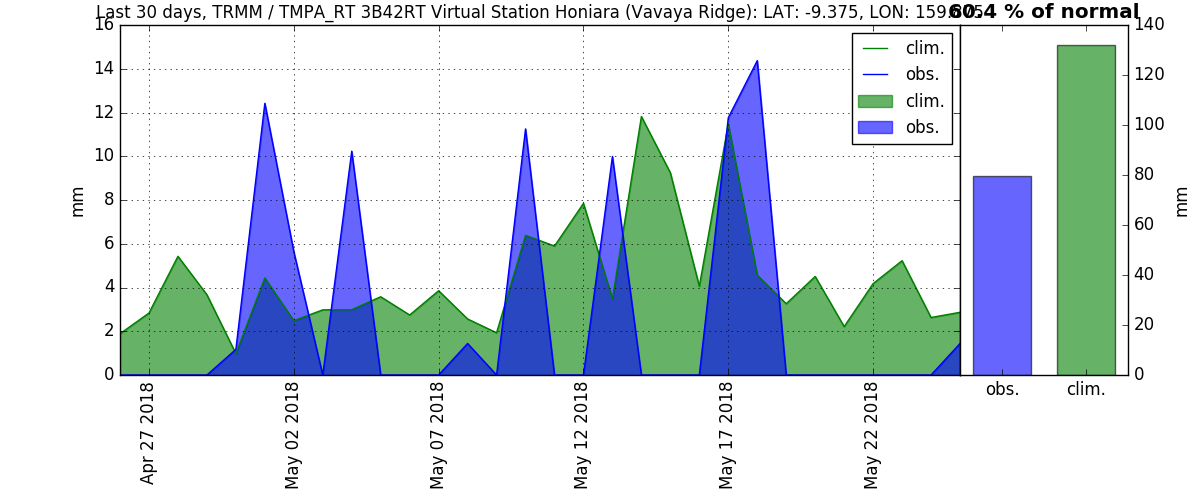 Last 30 days, TRMM / TMPA_RT 3B42RT Virtual Station Honiara (Vavaya Ridge): LAT: -9.375, LON: 159.875
60.4 % of normal
16
14
12
10
8
6
4
2
0
mm
clim.
obs.
clim.
obs.
Apr 27 2018
May 02 2018
May 07 2018
May 12 2018
May 17 2018
May 22 2018
140
120
100
80
60
40
20
0
mm
obs.
clim.